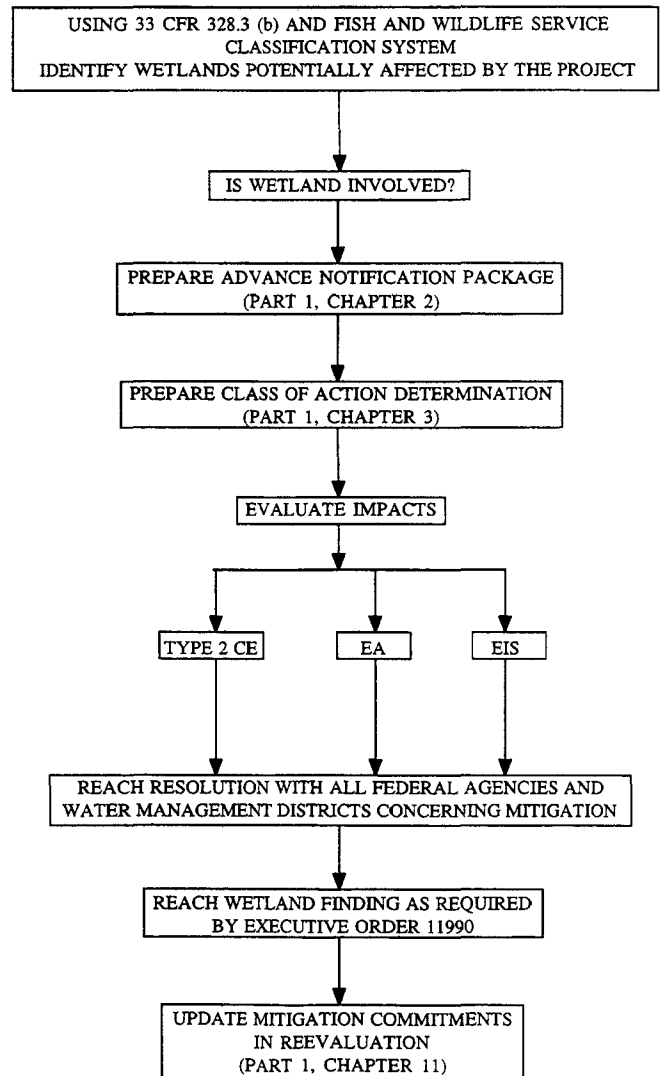 USING 33 CFR 328.3 (b) AND FISH AND WILDLIFE SERVICE
CLASSIFICATION SYSTEM
IDENTIFY WETLANDS POTENTIALLY AFFECTED BY THE PROJECT
IS WETLAND INVOLVED?
PREPARE ADVANCE NOTIFICATION PACKAGE
(PART 1, CHAPTER 2)
PREPARE CLASS OF ACTION DETERMINATION
(PART 1, CHAPTER 3)
EVALUATE IMPACTS
TYPE 2 CE
EA
EIS
REACH RESOLUTION WITH ALL FEDERAL AGENCIES AND
WATER MANAGEMENT DISTRICTS CONCERNING MITIGATION
REACH WETLAND FINDING AS REQUIRED
BY EXECUTIVE ORDER 11990
UPDATE MITIGATION COMMITMENTS
IN REEVALUATION
(PART 1, CHAPTER 11)